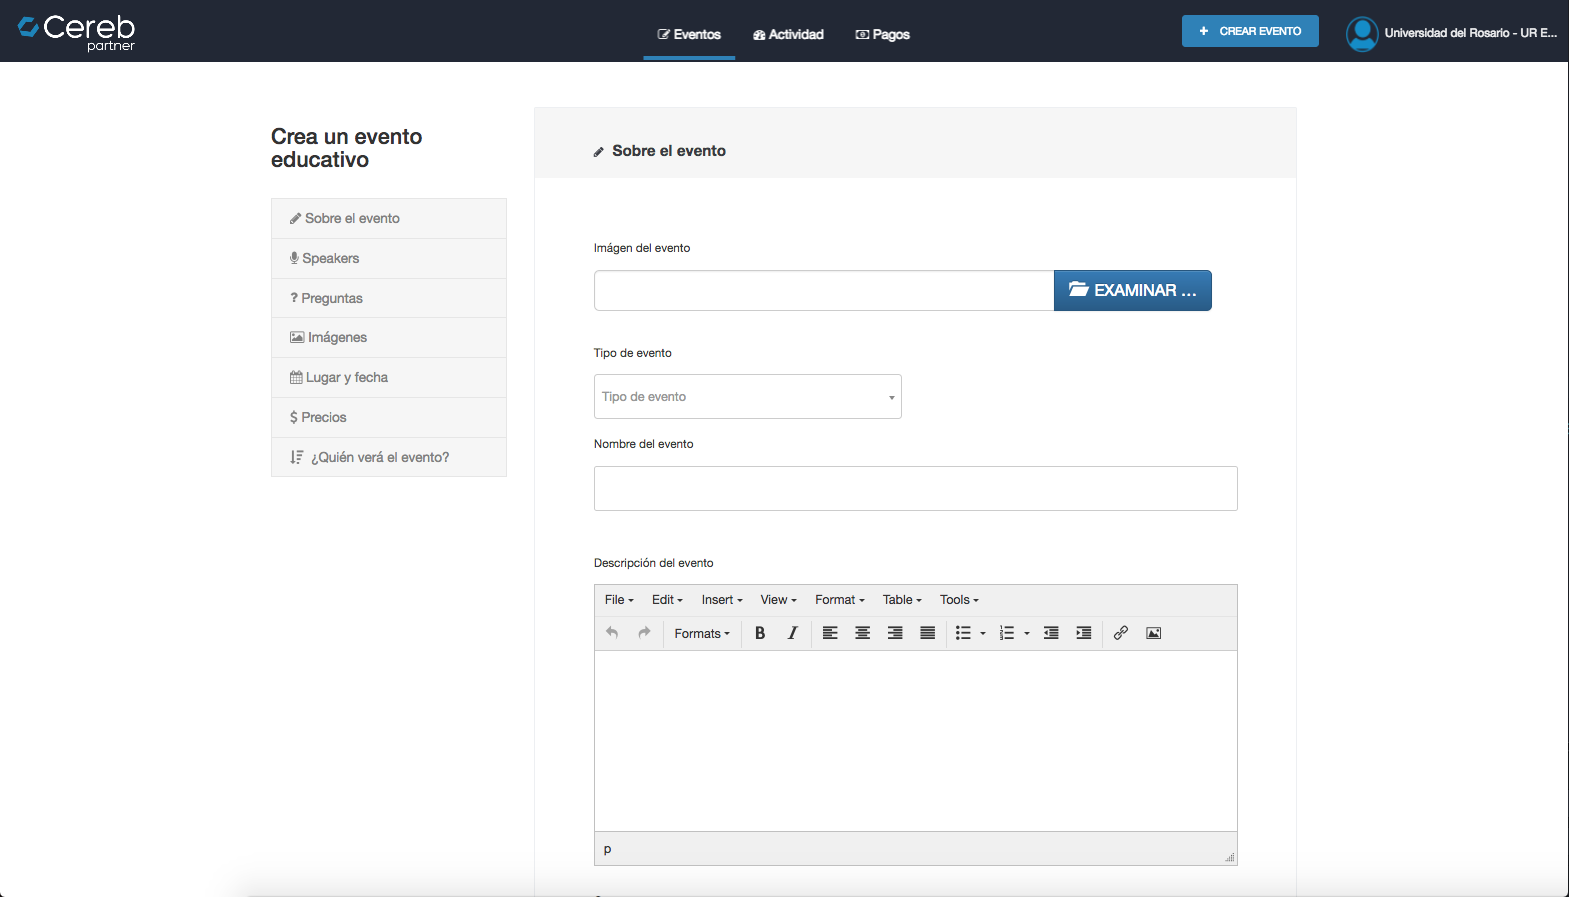 Cereb
partner
Eventos
Actividad
Pagos
+ CREAR EVENTO
Universidad del Rosario - UR E...
Crea un evento
educativo
Sobre el evento
Speakers
? Preguntas
Imágenes
Lugar y fecha
$ Precios
¿Quién verá el evento?
Sobre el evento
Imágen del evento
EXAMINAR ...
Tipo de evento
Tipo de evento
Nombre del evento
Descripción del evento
File Edit Insert View Format Table Tools
Formats B I
p